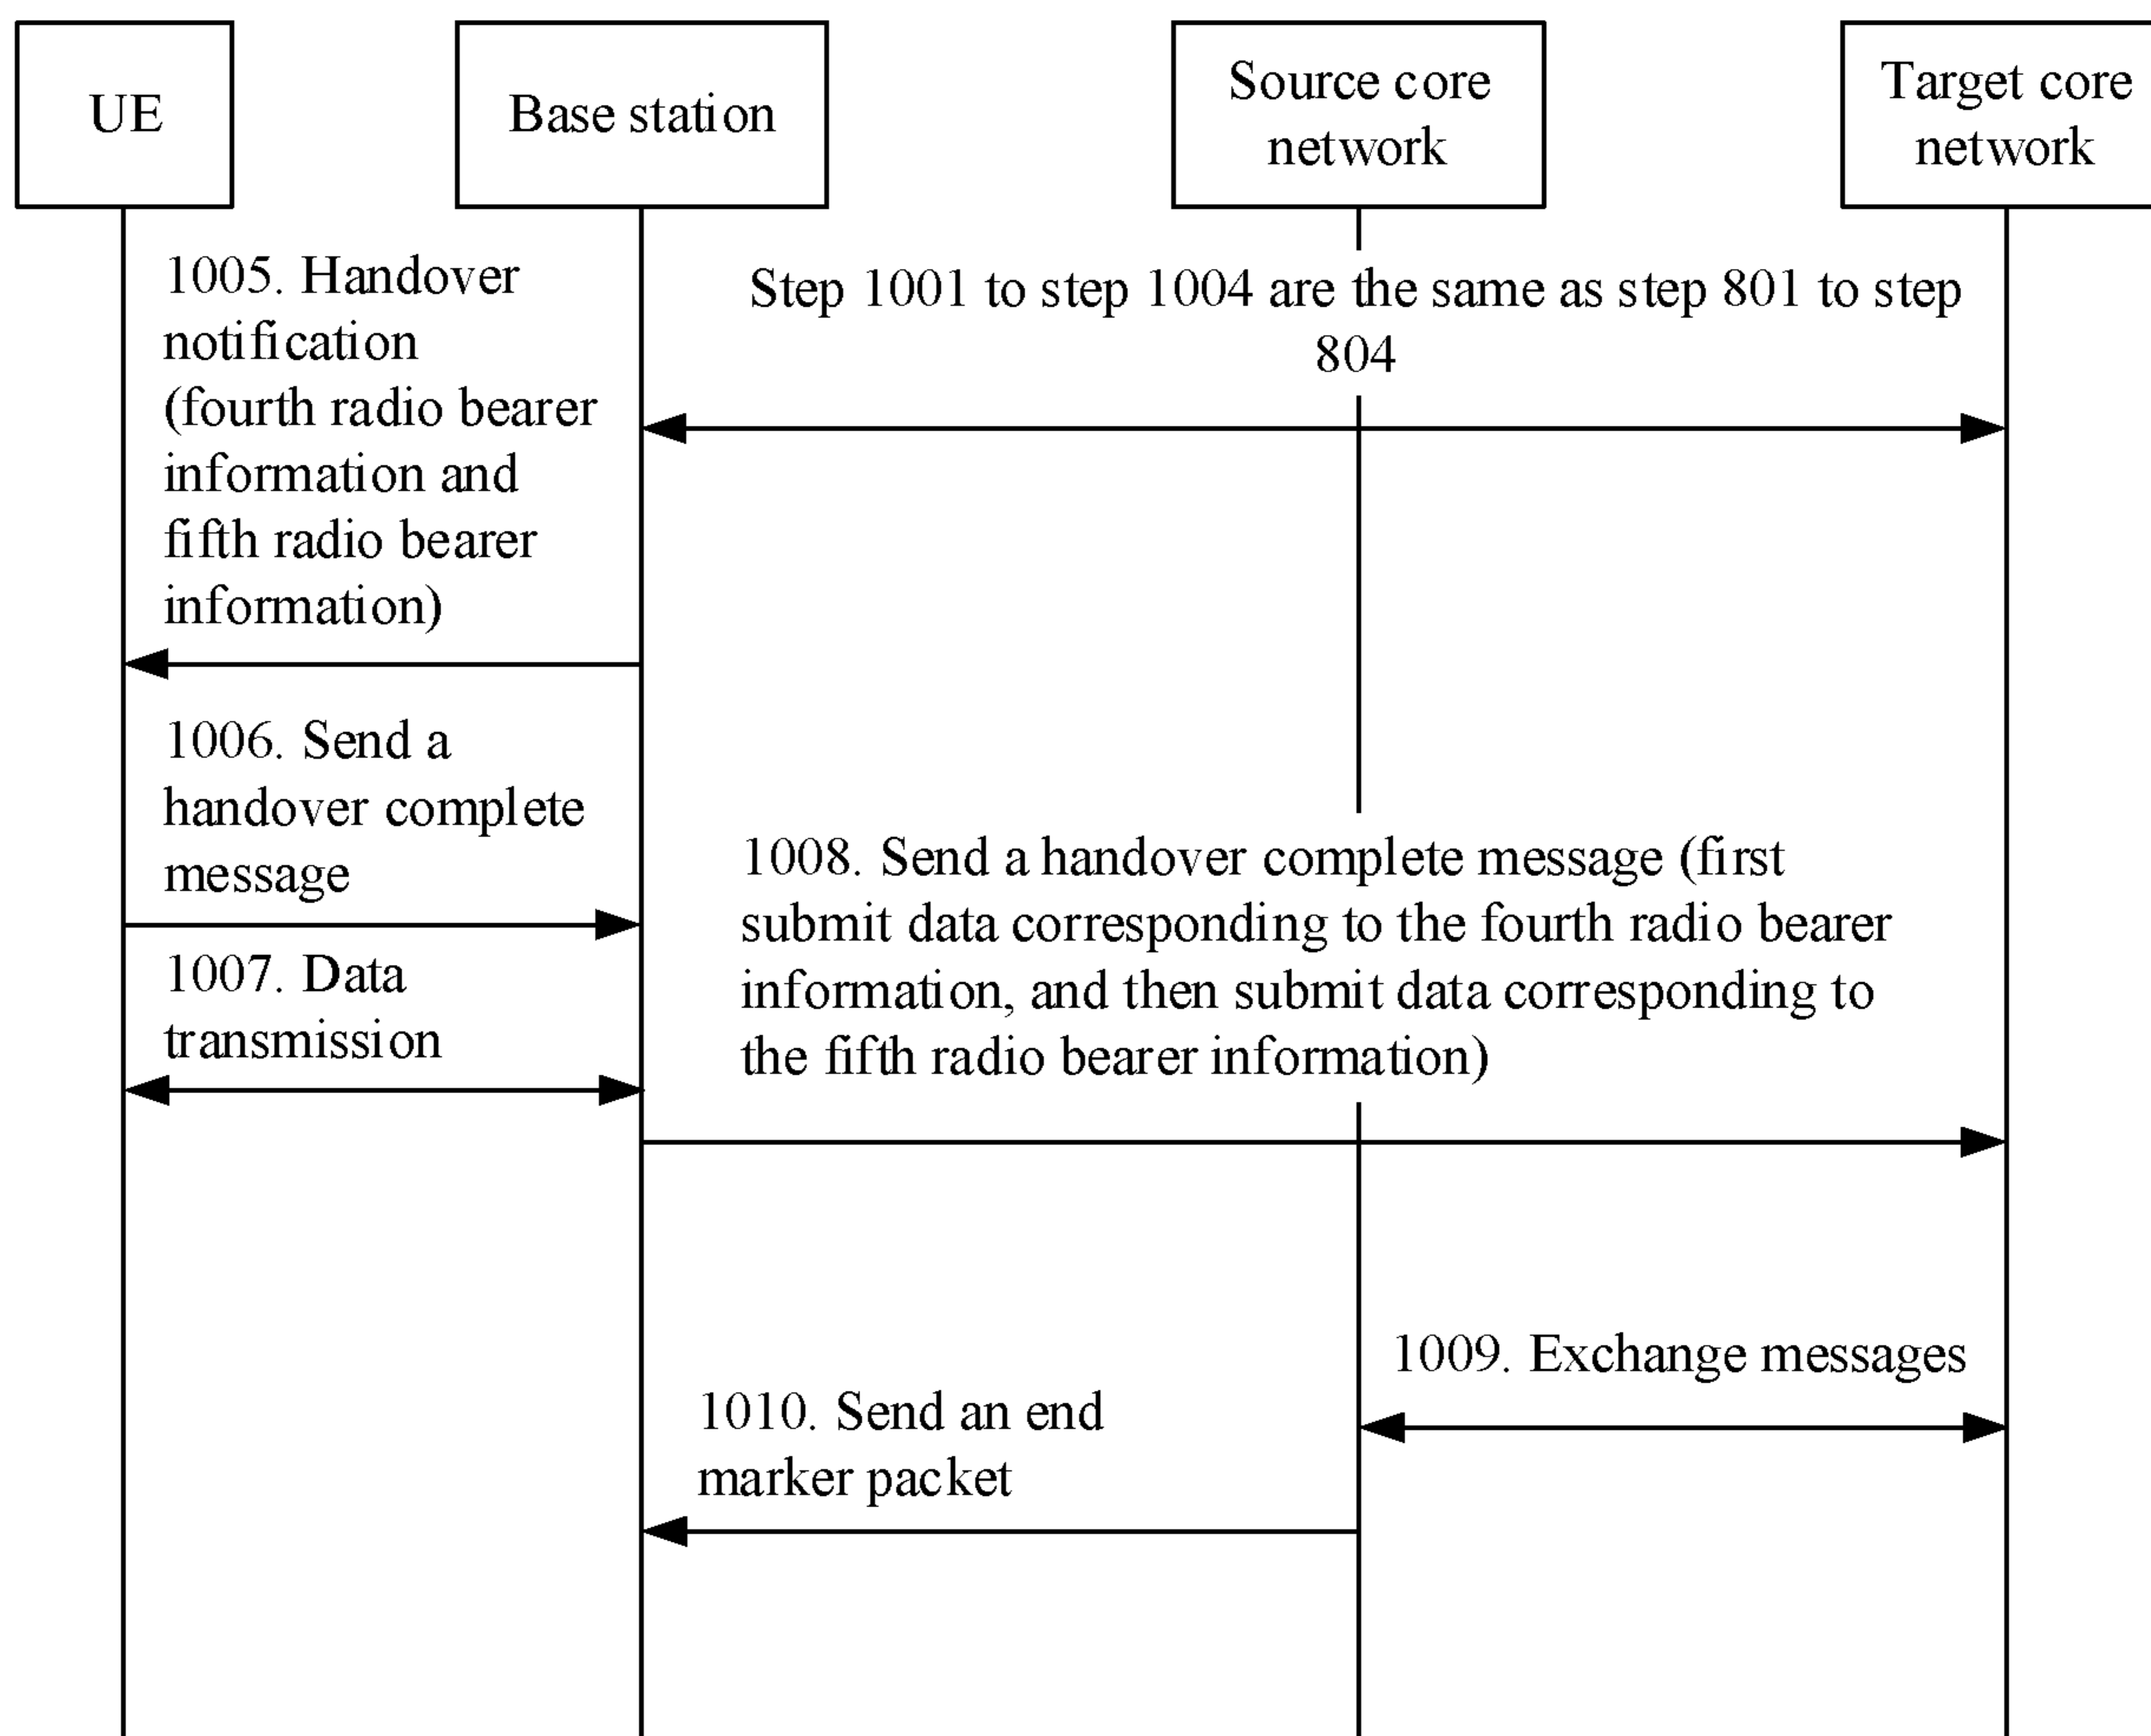 UE
Base station
Source core
network
Target core
network
1005. Handover
notification
(fourth radio bearer
information and
fifth radio bearer
information)
Step 1001 to step 1004 are the same as step 801 to step
804
1006. Send a
handover complete
message
1007. Data
transmission
1008. Send a handover complete message (first
submit data corresponding to the fourth radio bearer
information, and then submit data corresponding to
the fifth radio bearer information)
1009. Exchange messages
1010. Send an end
marker packet